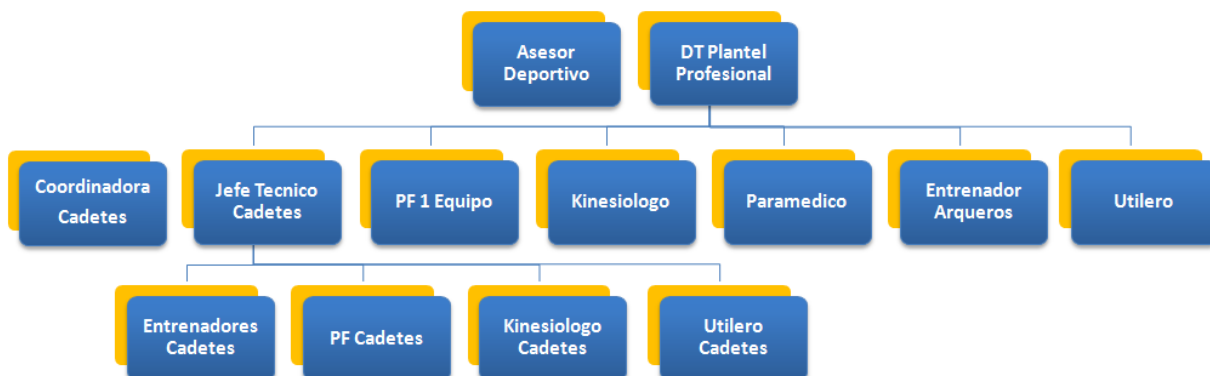 Asesor
Deportivo
DT Plantel
Profesional
Coordinadora
Cadetes
Jefe Tecnico
Cadetes
PF 1 Equipo
Kinesiologo
Paramedico
Entrenador
Arqueros
Utilero
Entrenadores
Cadetes
PF Cadetes
Kinesiologo
Cadetes
Utilero
Cadetes